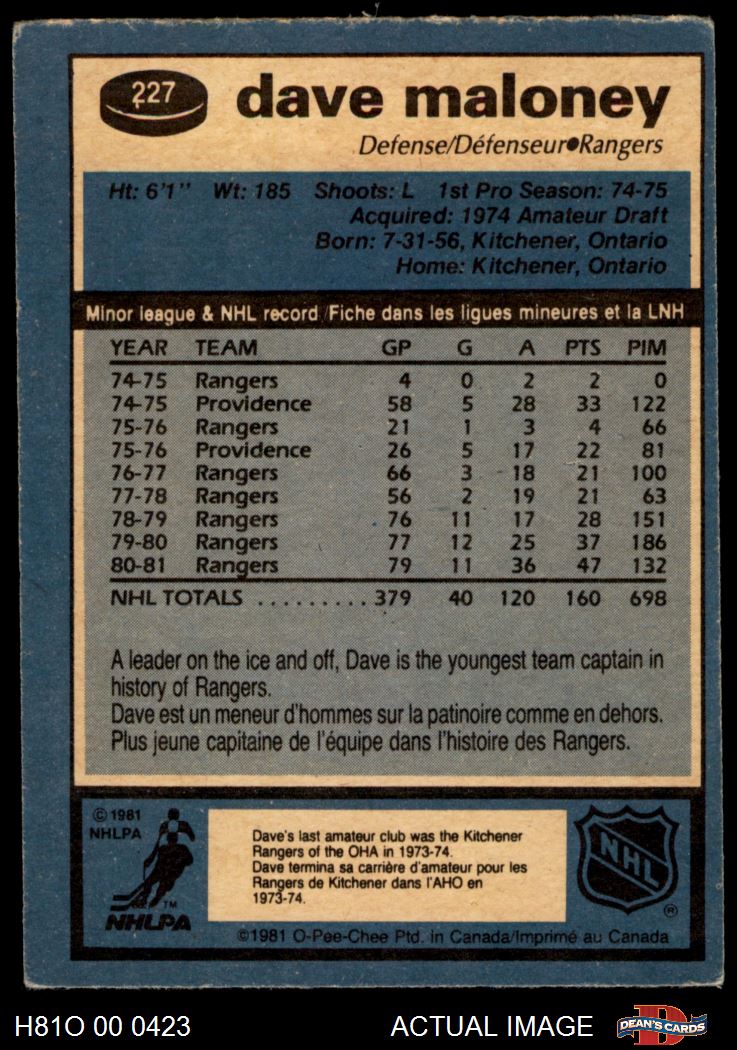 227
dave maloney
Defense/Défenseur●Rangers
Ht: 6'1" Wt: 185 Shoots: L 1st Pro Season: 74-75
Acquired: 1974 Amateur Draft
Born: 7-31-56, Kitchener, Ontario
Home: Kitchener, Ontario
Minor league & NHL record/Fiche dans les ligues mineures et la LNH
YEAR TEAM GP G A PTS PIM
74-75 Rangers 4 0 2 2 0
74-75 Providence 58 5 28 33 122
75-76 Rangers 21 1 3 4 66
75-76 Providence 26 5 17 22 81
76-77 Rangers 66 3 18 21 100
77-78 Rangers 56 2 19 21 63
78-79 Rangers 76 11 17 28 151
79-80 Rangers 77 12 25 37 186
80-81 Rangers 79 11 36 47 132
NHL TOTALS . . . . . . . . . 379 40 120 160 698
A leader on the ice and off, Dave is the youngest team captain in
history of Rangers.
Dave est un meneur d'hommes sur la patinoire comme en dehors.
Plus jeune capitaine de l'équipe dans l'histoire des Rangers.
© 1981
NHLPA
TM
NHLPA
Dave's last amateur club was the Kitchener
Rangers of the OHA in 1973-74.
Dave termina sa carrière d'amateur pour les
Rangers de Kitchener dans l'AHO en
1973-74.
NHL
®
©1981 O-Pee-Chee Ptd. in Canada/Imprimé au Canada
H81O 00 0423
ACTUAL IMAGE
D
DEAN'S CARDS